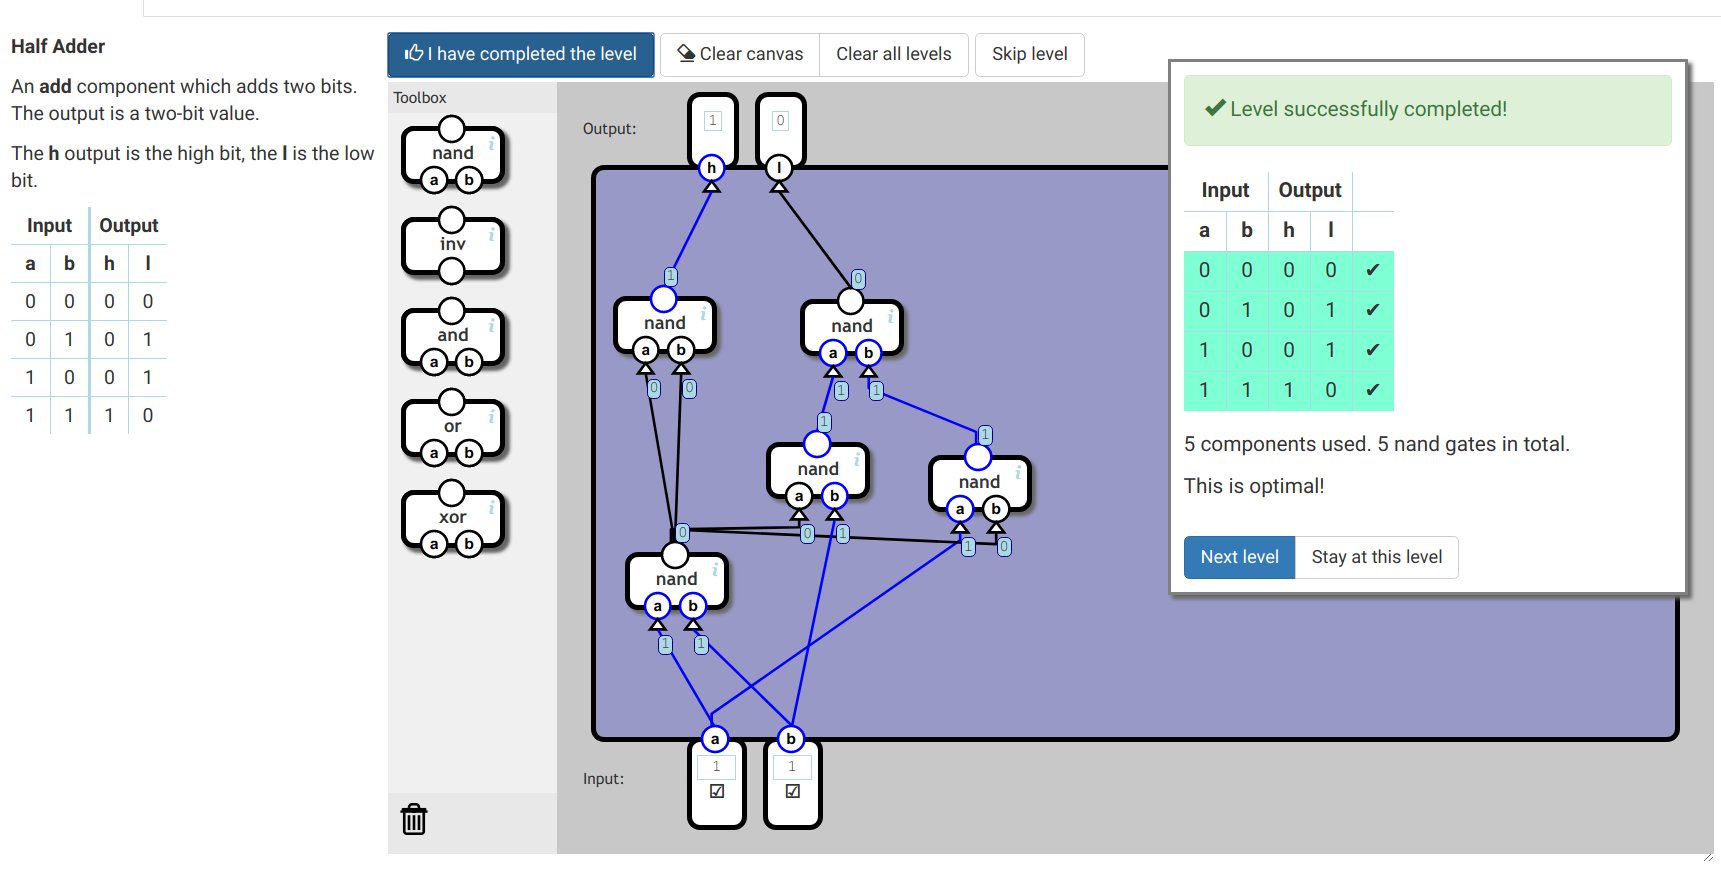 Half Adder
An add component which adds two bits.
The output is a two-bit value.
The h output is the high bit, the l is the low
bit.
Input Output
a b h l
0 0 0 0
0 1 0 1
1 0 0 1
1 1 1 0
I have completed the level
Clear canvas
Clear all levels
Skip level
Toolbox
nand
i
a b
inv
i
and
i
a b
or
i
a b
xor
i
a b
Output:
1 0
h l
1 0
nand i
nand i
a b
a b
0 0
1 1
1 1
nand i
nand i
a b
a b
0 0 1
1 0
nand i
a b
1 1
a b
Input:
1 1
Level successfully completed!
Input Output
a b h l
0 0 0 0 ✔
0 1 0 1 ✔
1 0 0 1 ✔
1 1 1 0 ✔
5 components used. 5 nand gates in total.
This is optimal!
Next level
Stay at this level